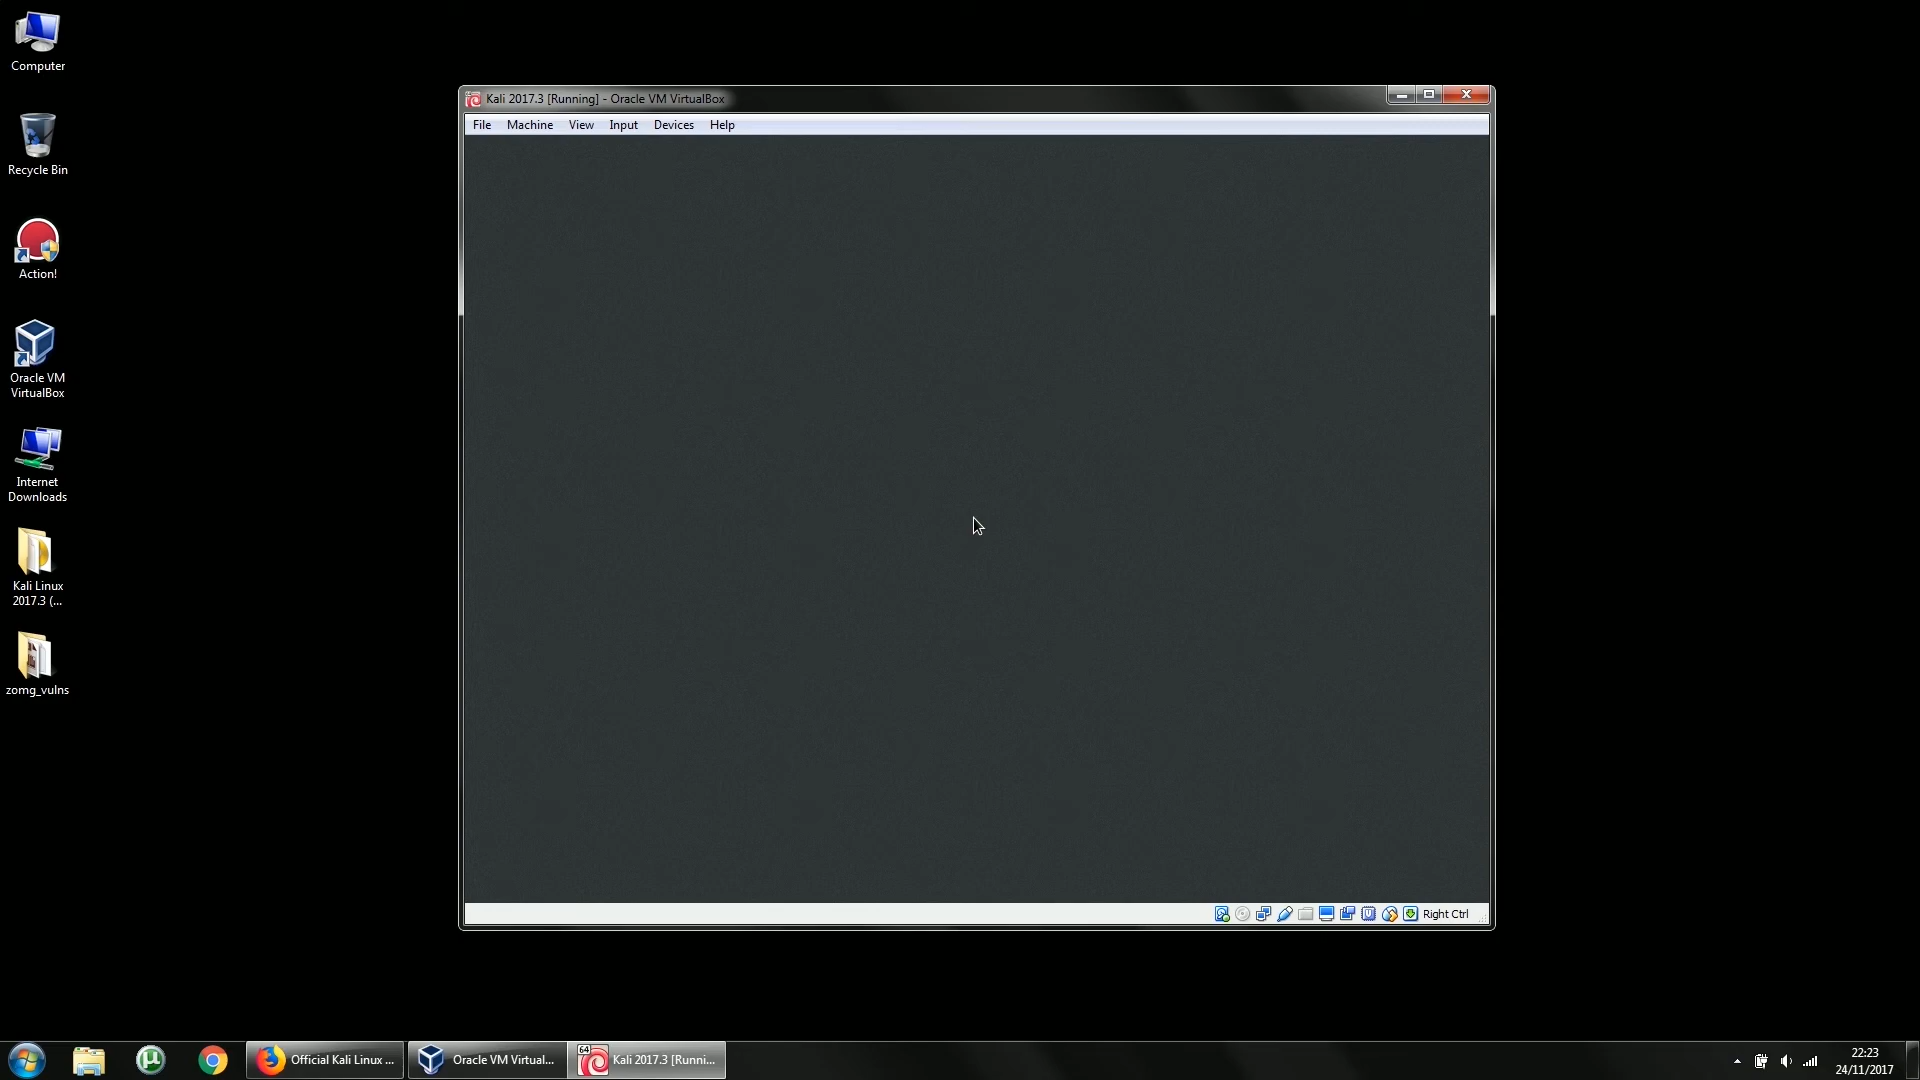 Computer
Recycle Bin
Action!
Oracle VM
VirtualBox
Internet
Downloads
Kali Linux
2017.3 (...
zomg_vulns
Kali 2017.3 [Running] - Oracle VM VirtualBox
File Machine View Input Devices Help
Right Ctrl
Official Kali Linux ...
Oracle VM Virtual...
64
Kali 2017.3 [Runni...
22:23
24/11/2017